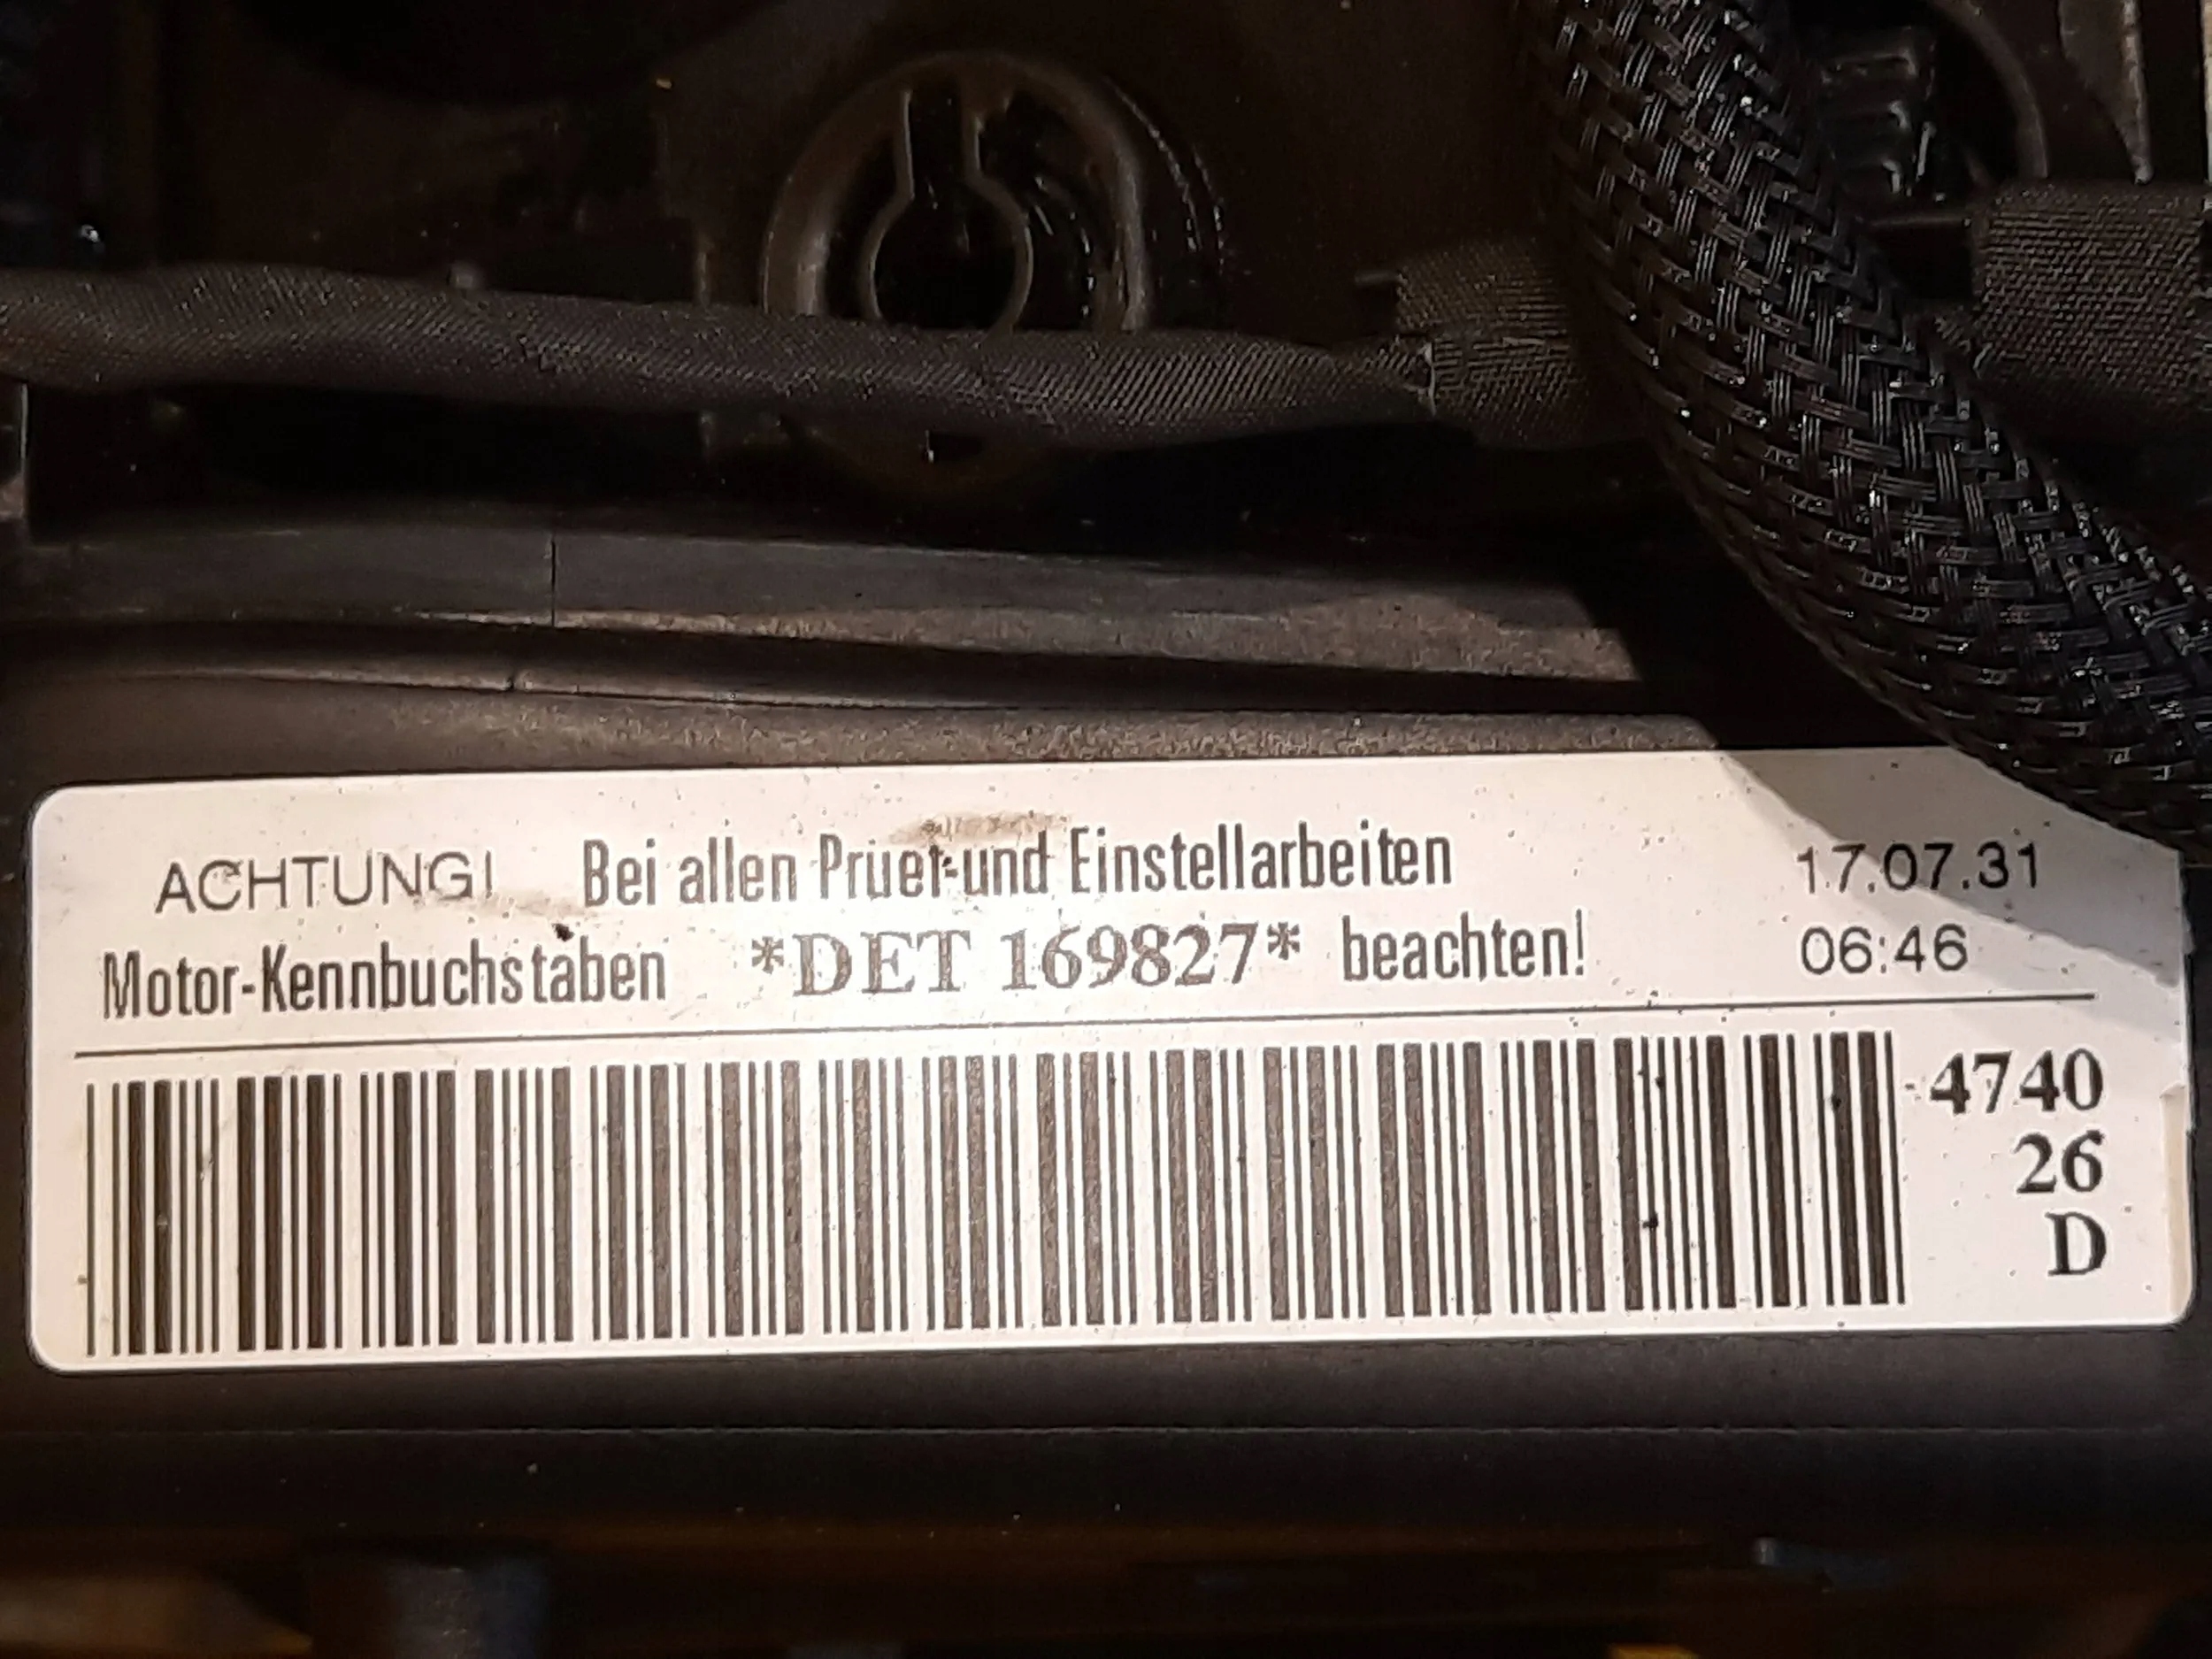 ACHTUNG! Bei allen Pruef-und Einstellarbeiten 17.07.31
Motor-Kennbuchstaben *DET 169827* beachten! 06:46
4740
26
D